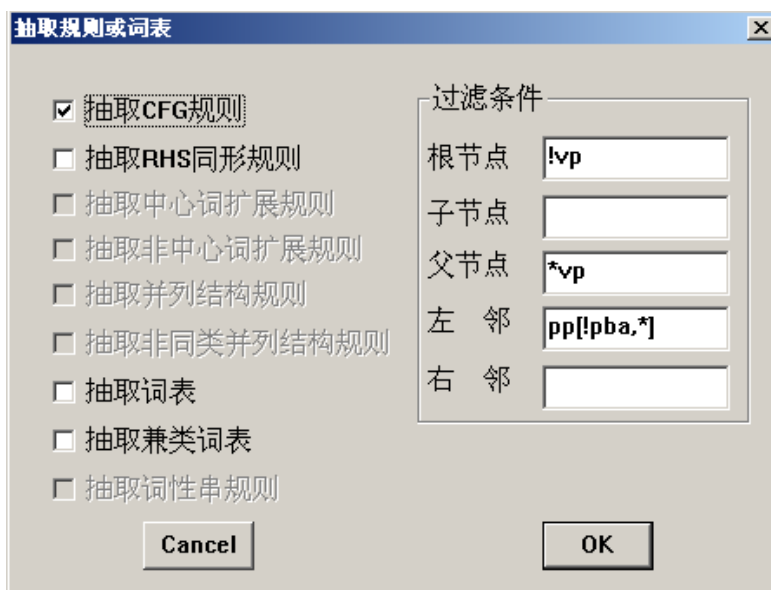 抽取规则或词表
抽取CFG规则
抽取RHS同形规则
抽取中心词扩展规则
抽取非中心词扩展规则
抽取并列结构规则
抽取非同类并列结构规则
抽取词表
抽取兼类词表
抽取词性串规则
过滤条件
根节点 !vp
子节点
父节点 *vp
左 邻 pp[!pba,*]
右 邻
Cancel
OK